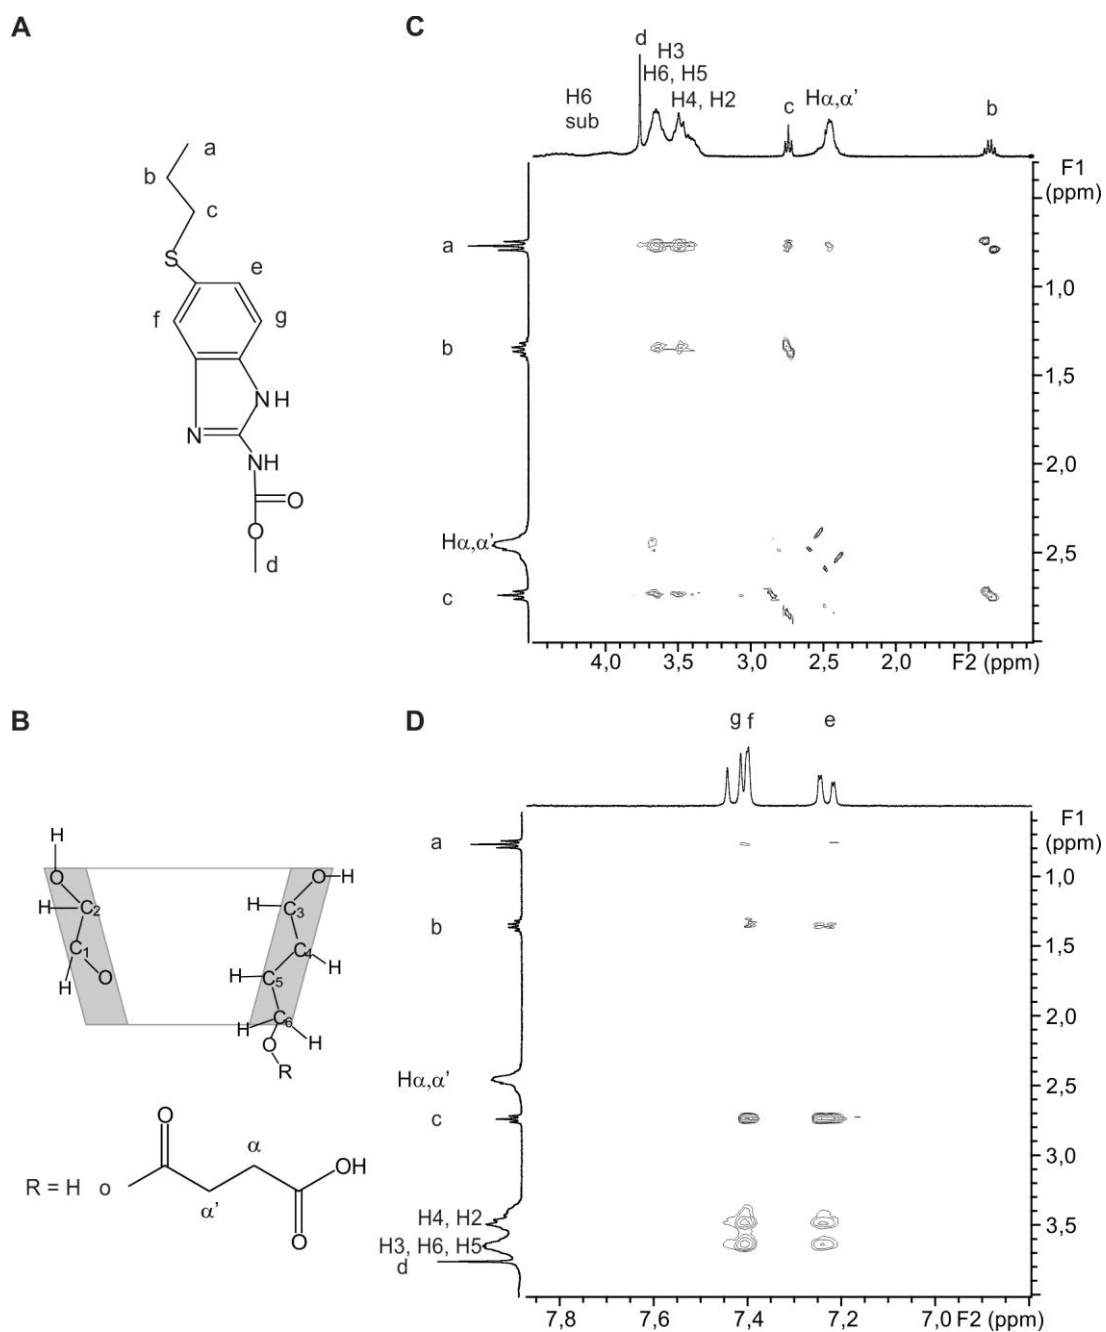 A
a
b
c
S
e
f
g
NH
N
NH
O
O
d
B
H
O
O
H
H
C2
C3
C1
C4
H
O
H
H
C5
H
C6
H
H
O
R
O
α
OH
R = H o
α'
O
C
d
H3
H6, H5
H4, H2
H6
sub
c
Hα,α'
b
F1
(ppm)
a
1,0
b
1,5
2,0
Hα,α'
2,5
c
4,0 3,5 3,0 2,5 2,0 F2 (ppm)
D
g f e
F1
(ppm)
a
1,0
b
1,5
2,0
Hα,α'
2,5
c
3,0
H4, H2
3,5
H3, H6, H5
d
7,8 7,6 7,4 7,2 7,0 F2 (ppm)